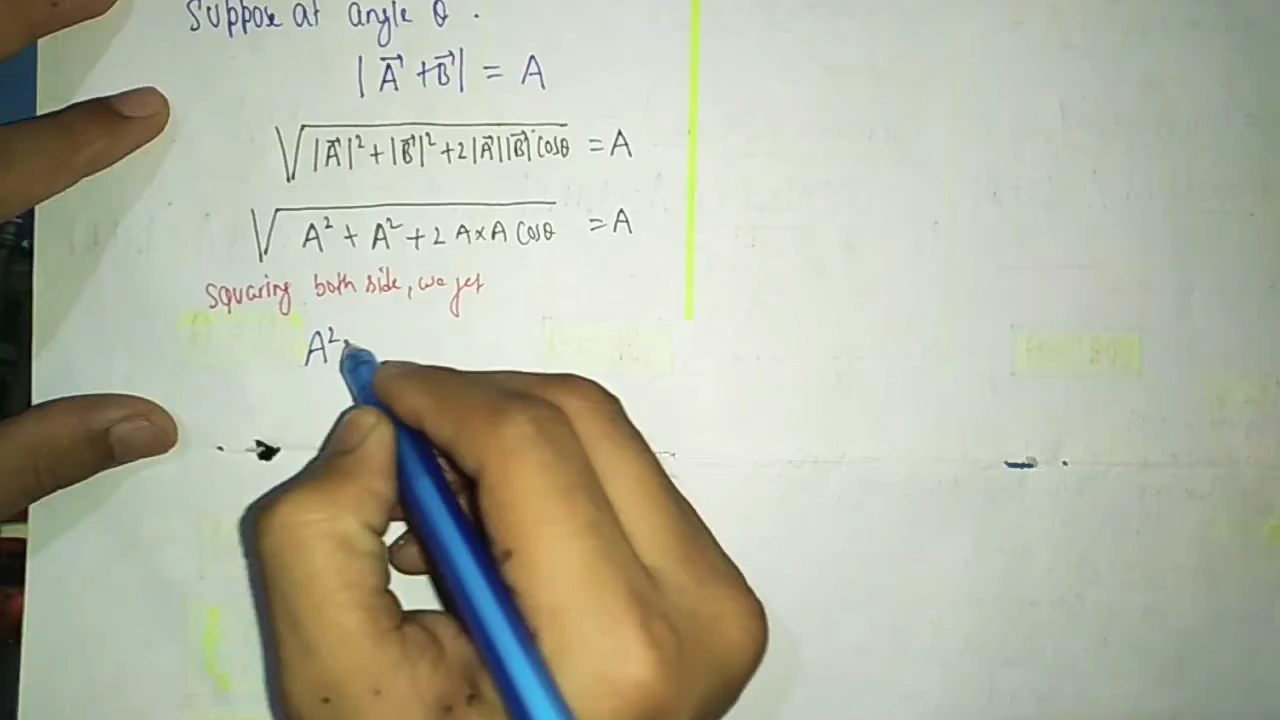 Suppose at angle θ.
|A⃗ + B⃗| = A
√|A⃗|² + |B⃗|² + 2|A⃗||B⃗| Cosθ = A
√A² + A² + 2 A×A Cosθ = A
Squaring both side, we get
A²